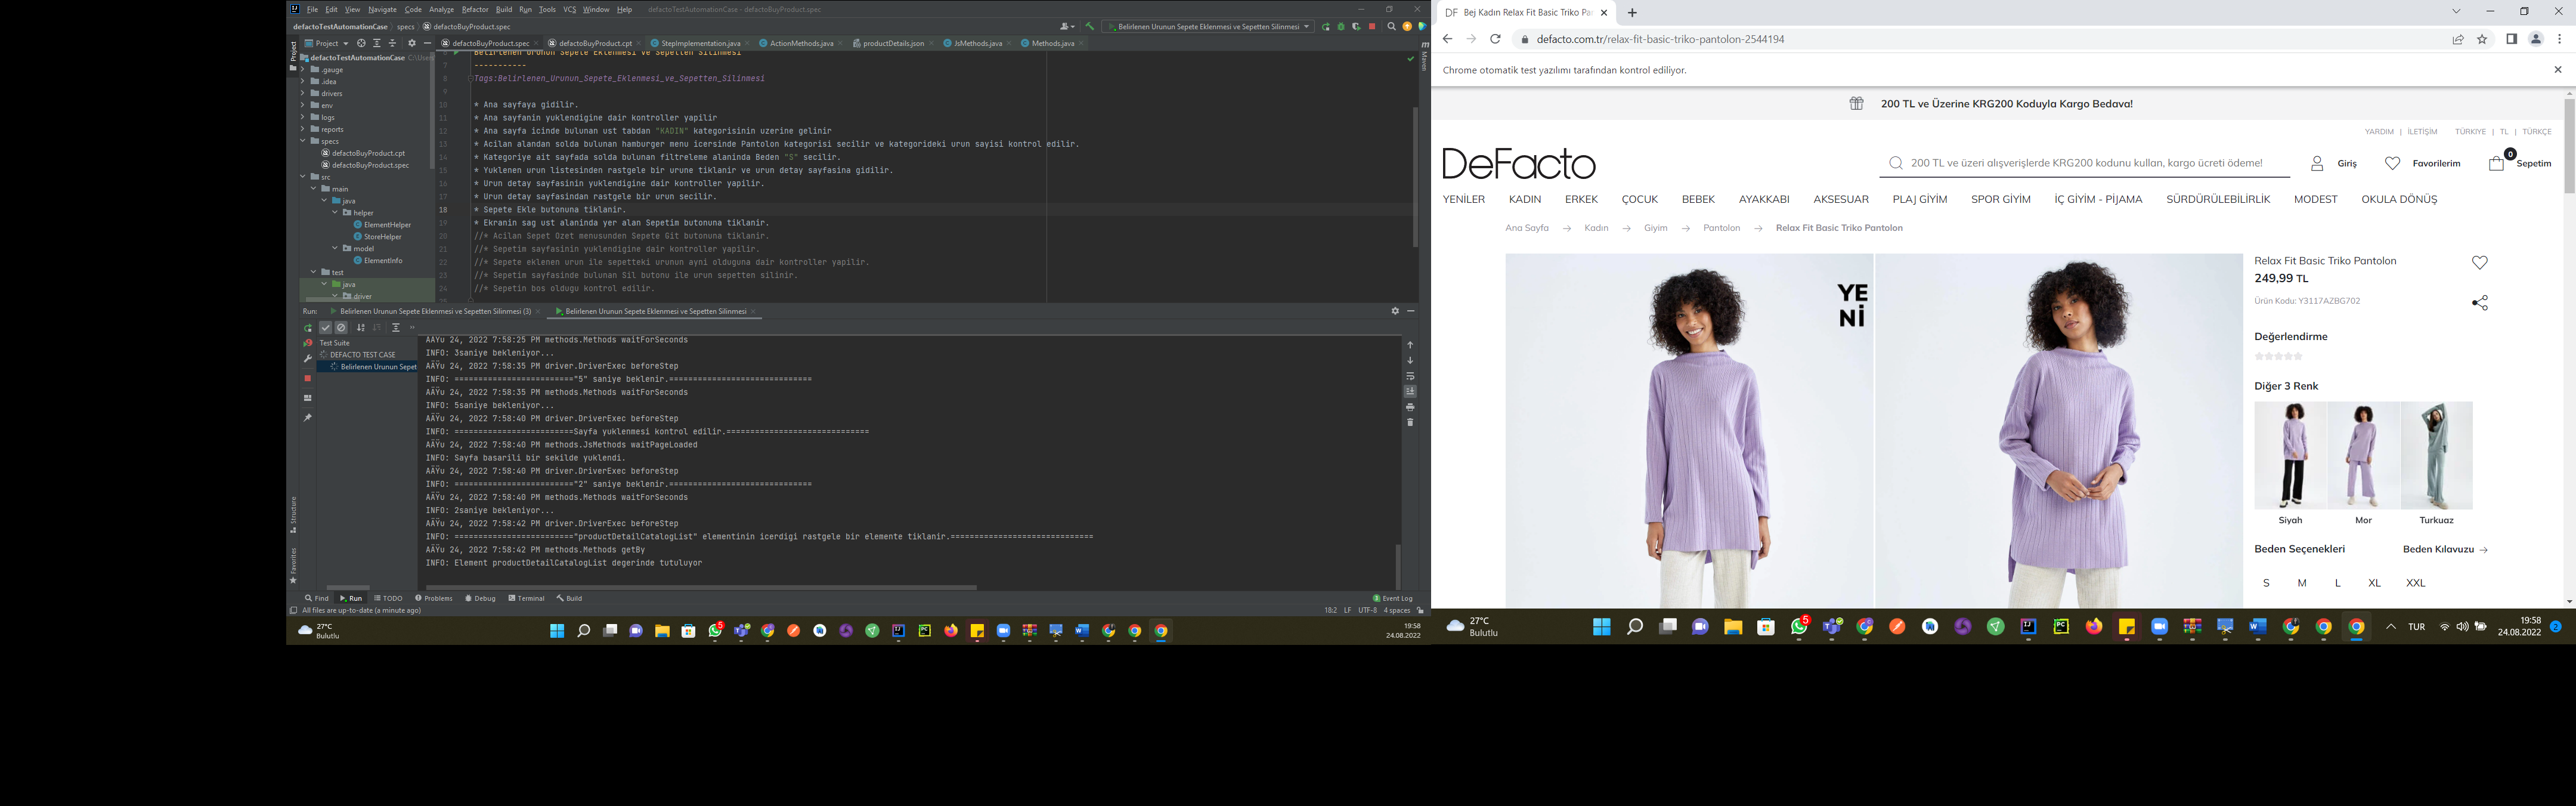 File Edit View Navigate Code Analyze Refactor Build Run Tools VCS Window Help defactoTestAutomationCase - defactoBuyProduct.spec
defactoTestAutomationCase specs defactoBuyProduct.spec
Belirlenen Urunun Sepete Eklenmesi ve Sepetten Silinmesi
Project
defactoBuyProduct.spec defactoBuyProduct.cpt StepImplementation.java ActionMethods.java productDetails.json JsMethods.java Methods.java
Maven
defactoTestAutomationCase C:\Users
.gauge
.idea
drivers
env
logs
reports
specs
defactoBuyProduct.cpt
defactoBuyProduct.spec
src
main
java
helper
ElementHelper
StoreHelper
model
ElementInfo
test
java
driver
Belirlenen Urunun Sepete Eklenmesi ve Sepetten Silinmesi
7 -----------
8 Tags:Belirlenen_Urunun_Sepete_Eklenmesi_ve_Sepetten_Silinmesi
9
10 * Ana sayfaya gidilir.
11 * Ana sayfanin yuklendigine dair kontroller yapilir
12 * Ana sayfa icinde bulunan ust tabdan "KADIN" kategorisinin uzerine gelinir
13 * Acilan alandan solda bulunan hamburger menu icersinde Pantolon kategorisi secilir ve kategorideki urun sayisi kontrol edilir.
14 * Kategoriye ait sayfada solda bulunan filtreleme alaninda Beden "S" secilir.
15 * Yuklenen urun listesinden rastgele bir urune tiklanir ve urun detay sayfasina gidilir.
16 * Urun detay sayfasinin yuklendigine dair kontroller yapilir.
17 * Urun detay sayfasindan rastgele bir urun secilir.
18 * Sepete Ekle butonuna tiklanir.
19 * Ekranin sag ust alaninda yer alan Sepetim butonuna tiklanir.
20 //* Acilan Sepet Ozet menusunden Sepete Git butonuna tiklanir.
21 //* Sepetim sayfasinin yuklendigine dair kontroller yapilir.
22 //* Sepete eklenen urun ile sepetteki urunun ayni olduguna dair kontroller yapilir.
23 //* Sepetim sayfasinde bulunan Sil butonu ile urun sepetten silinir.
24 //* Sepetin bos oldugu kontrol edilir.
Run: Belirlenen Urunun Sepete Eklenmesi ve Sepetten Silinmesi (3) Belirlenen Urunun Sepete Eklenmesi ve Sepetten Silinmesi
Test Suite
DEFACTO TEST CASE
Belirlenen Urunun Sepet
AÄŸu 24, 2022 7:58:25 PM methods.Methods waitForSeconds
INFO: 3saniye bekleniyor...
AÄŸu 24, 2022 7:58:35 PM driver.DriverExec beforeStep
INFO: ========================="5" saniye beklenir.==============================
AÄŸu 24, 2022 7:58:35 PM methods.Methods waitForSeconds
INFO: 5saniye bekleniyor...
AÄŸu 24, 2022 7:58:40 PM driver.DriverExec beforeStep
INFO: =========================Sayfa yuklenmesi kontrol edilir.==============================
AÄŸu 24, 2022 7:58:40 PM methods.JsMethods waitPageLoaded
INFO: Sayfa basarili bir sekilde yuklendi.
AÄŸu 24, 2022 7:58:40 PM driver.DriverExec beforeStep
INFO: ========================="2" saniye beklenir.==============================
AÄŸu 24, 2022 7:58:40 PM methods.Methods waitForSeconds
INFO: 2saniye bekleniyor...
AÄŸu 24, 2022 7:58:42 PM driver.DriverExec beforeStep
INFO: ========================="productDetailCatalogList" elementinin icerdigi rastgele bir elemente tiklanir.==============================
AÄŸu 24, 2022 7:58:42 PM methods.Methods getBy
INFO: Element productDetailCatalogList degerinde tutuluyor
Structure
Favorites
Find Run TODO Problems Debug Terminal Build Event Log
All files are up-to-date (a minute ago) 18:2 LF UTF-8 4 spaces
27°C
Bulutlu
5
19:58
24.08.2022
DF Bej Kadın Relax Fit Basic Triko Pa
defacto.com.tr/relax-fit-basic-triko-pantolon-2544194
Chrome otomatik test yazılımı tarafından kontrol ediliyor.
200 TL ve Üzerine KRG200 Koduyla Kargo Bedava!
YARDIM | İLETİŞİM TÜRKİYE | TL | TÜRKÇE
DeFacto
200 TL ve üzeri alışverişlerde KRG200 kodunu kullan, kargo ücreti ödeme!
Giriş Favorilerim 0 Sepetim
YENİLER KADIN ERKEK ÇOCUK BEBEK AYAKKABI AKSESUAR PLAJ GİYİM SPOR GİYİM İÇ GİYİM - PİJAMA SÜRDÜRÜLEBİLİRLİK MODEST OKULA DÖNÜŞ
Ana Sayfa → Kadın → Giyim → Pantolon → Relax Fit Basic Triko Pantolon
YE
Nİ
Relax Fit Basic Triko Pantolon
249,99 TL
Ürün Kodu: Y3117AZBG702
Değerlendirme
Diğer 3 Renk
Siyah Mor Turkuaz
Beden Seçenekleri Beden Kılavuzu →
S M L XL XXL
27°C
Bulutlu
5
TUR
19:58
24.08.2022
2